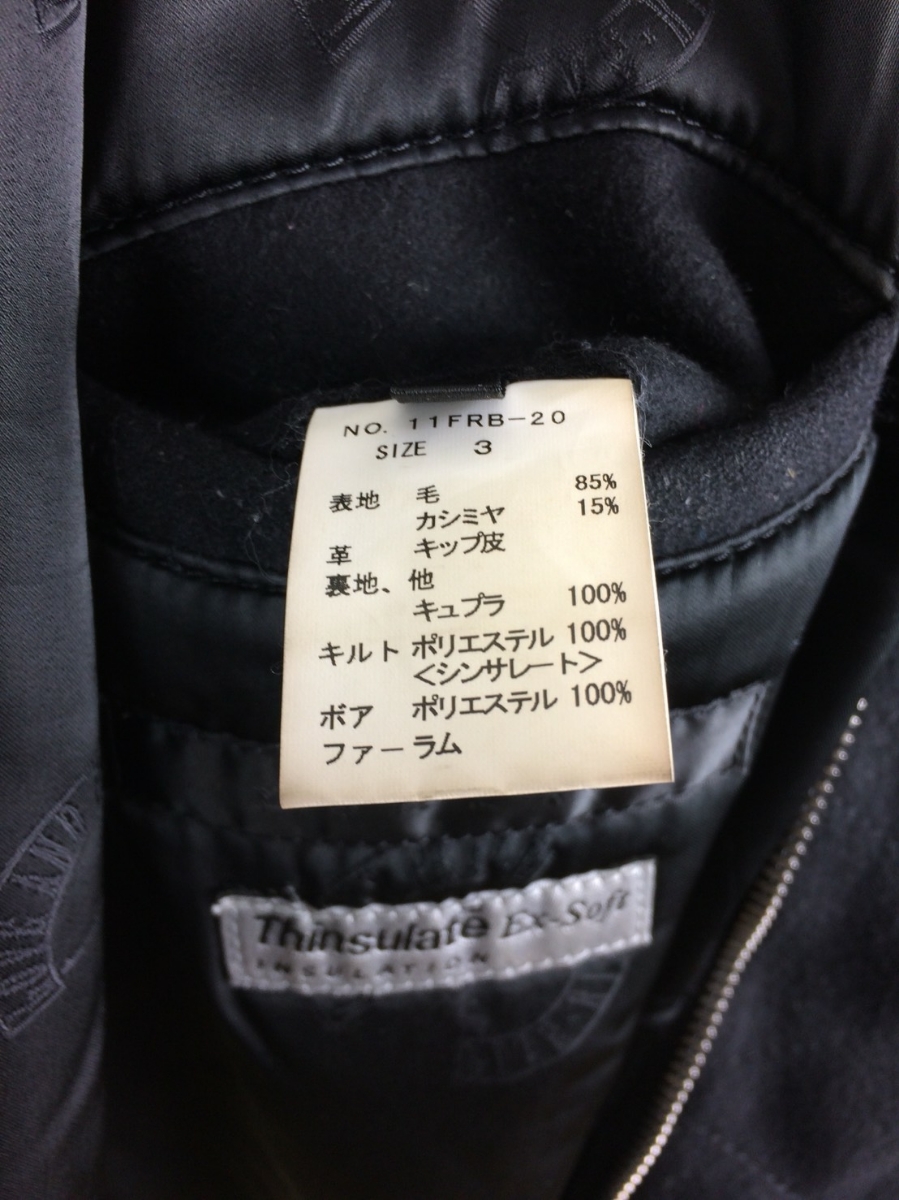 NO. 11FRB-20
SIZE 3
表地 毛 85%
カシミヤ 15%
革 キップ皮
裏地、他
キュプラ 100%
キルト ポリエステル 100%
<シンサレート>
ボア ポリエステル 100%
ファー ラム
Thinsulate Ex-Soft
INSULATION